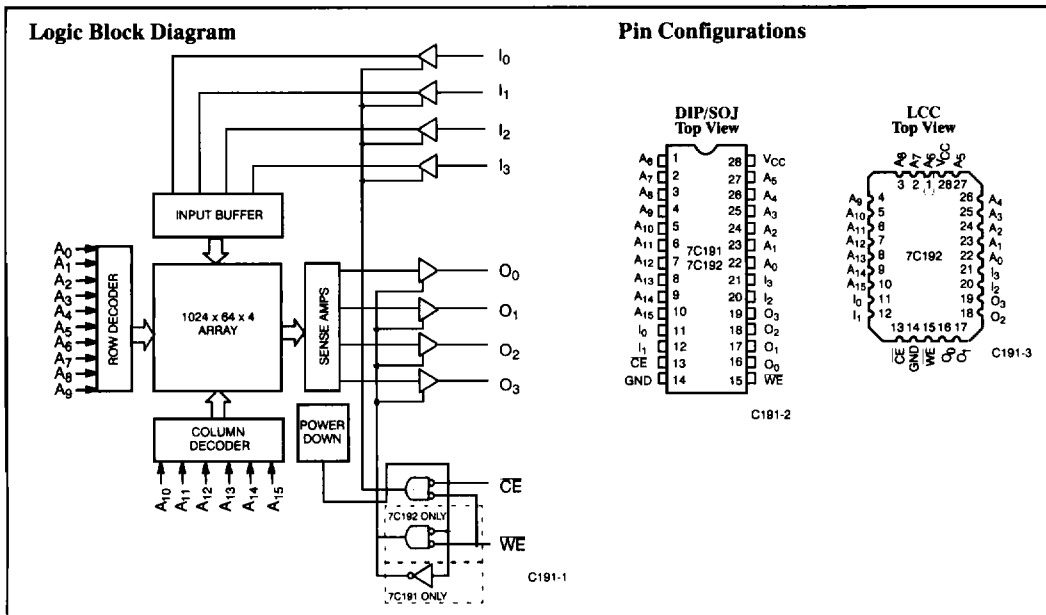 Logic Block Diagram
I0
I1
I2
I3
INPUT BUFFER
A0
A1
A2
A3
A4
A5
A6
A7
A8
A9
ROW DECODER
1024 x 64 x 4
ARRAY
SENSE AMPS
O0
O1
O2
O3
COLUMN
DECODER
POWER
DOWN
A10
A11
A12
A13
A14
A15
CE
7C192 ONLY
WE
7C191 ONLY
C191-1
Pin Configurations
DIP/SOJ
Top View
A6 1 28 VCC
A7 2 27 A5
A8 3 26 A4
A9 4 25 A3
A10 5 24 A2
A11 6 23 A1
A12 7 22 A0
A13 8 21 I3
A14 9 20 I2
A15 10 19 O3
I0 11 18 O2
I1 12 17 O1
CE 13 16 O0
GND 14 15 WE
7C191
7C192
C191-2
LCC
Top View
A8 A7 A6 VCC A5
3 2 1 28 27
A9 4 26 A4
A10 5 25 A3
A11 6 24 A2
A12 7 23 A1
A13 8 22 A0
A14 9 21 I3
A15 10 20 I2
I0 11 19 O3
I1 12 18 O2
7C192
13 14 15 16 17
CE GND WE O0 O1
C191-3